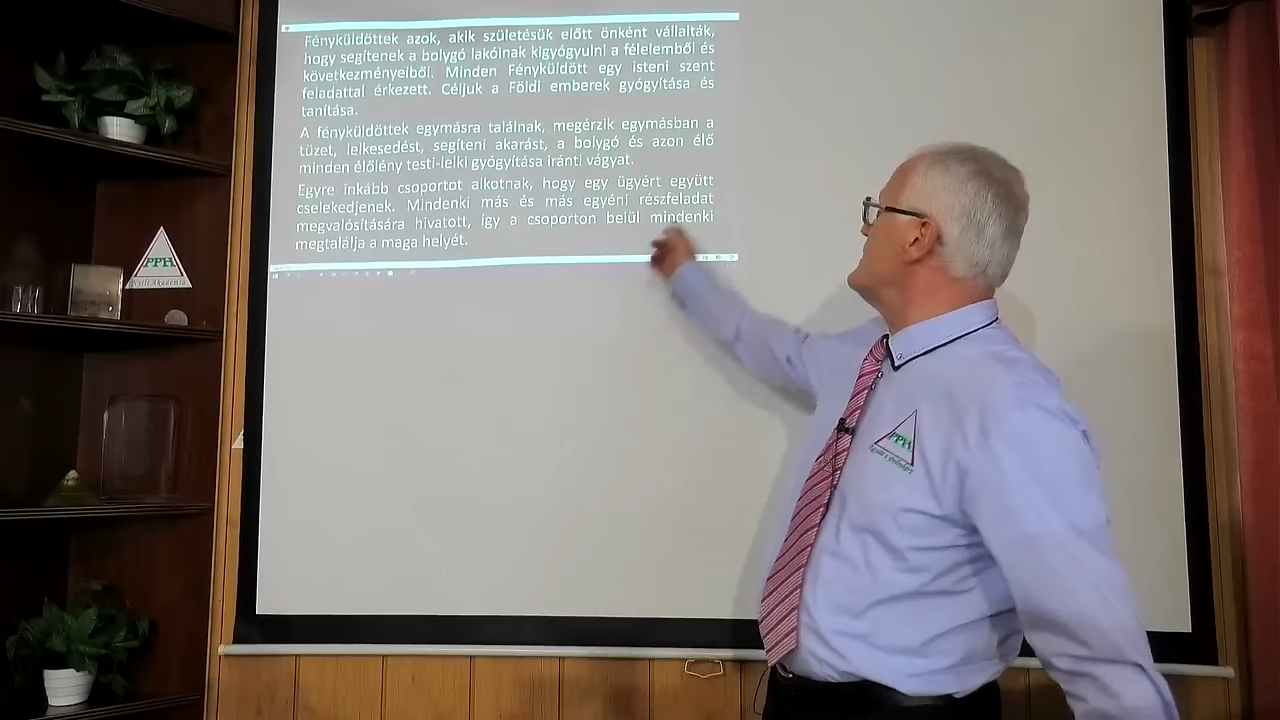 Fényküldöttek azok, akik születésük előtt önként vállalták,
hogy segítenek a bolygó lakóinak kigyógyulni a félelemből és
következményeiből. Minden Fényküldött egy isteni szent
feladattal érkezett. Céljuk a Földi emberek gyógyítása és
tanítása.
A fényküldöttek egymásra találnak, megérzik egymásban a
tüzet, lelkesedést, segíteni akarást, a bolygó és azon élő
minden élőlény testi-lelki gyógyítása iránti vágyat.
Egyre inkább csoportot alkotnak, hogy egy ügyért együtt
cselekedjenek. Mindenki más és más egyéni részfeladat
megvalósítására hivatott, így a csoporton belül mindenki
megtalálja a maga helyét.
PPH
Akadémia
PPH